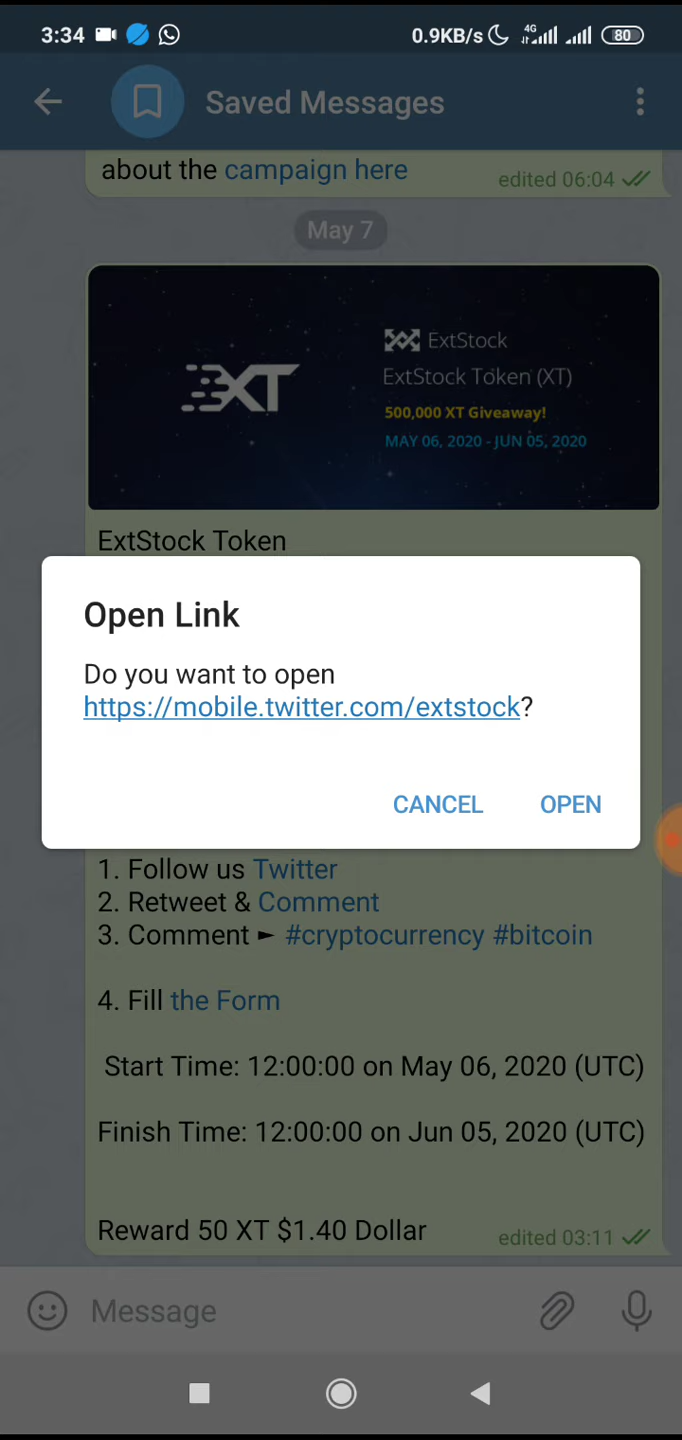 3:34
0.9KB/s 4G 80
Saved Messages
about the campaign here
edited 06:04
May 7
XT
ExtStock
ExtStock Token (XT)
500,000 XT Giveaway!
MAY 06, 2020 - JUN 05, 2020
ExtStock Token
Open Link
Do you want to open
https://mobile.twitter.com/extstock?
CANCEL OPEN
1. Follow us Twitter
2. Retweet & Comment
3. Comment ► #cryptocurrency #bitcoin
4. Fill the Form
Start Time: 12:00:00 on May 06, 2020 (UTC)
Finish Time: 12:00:00 on Jun 05, 2020 (UTC)
Reward 50 XT $1.40 Dollar
edited 03:11
Message